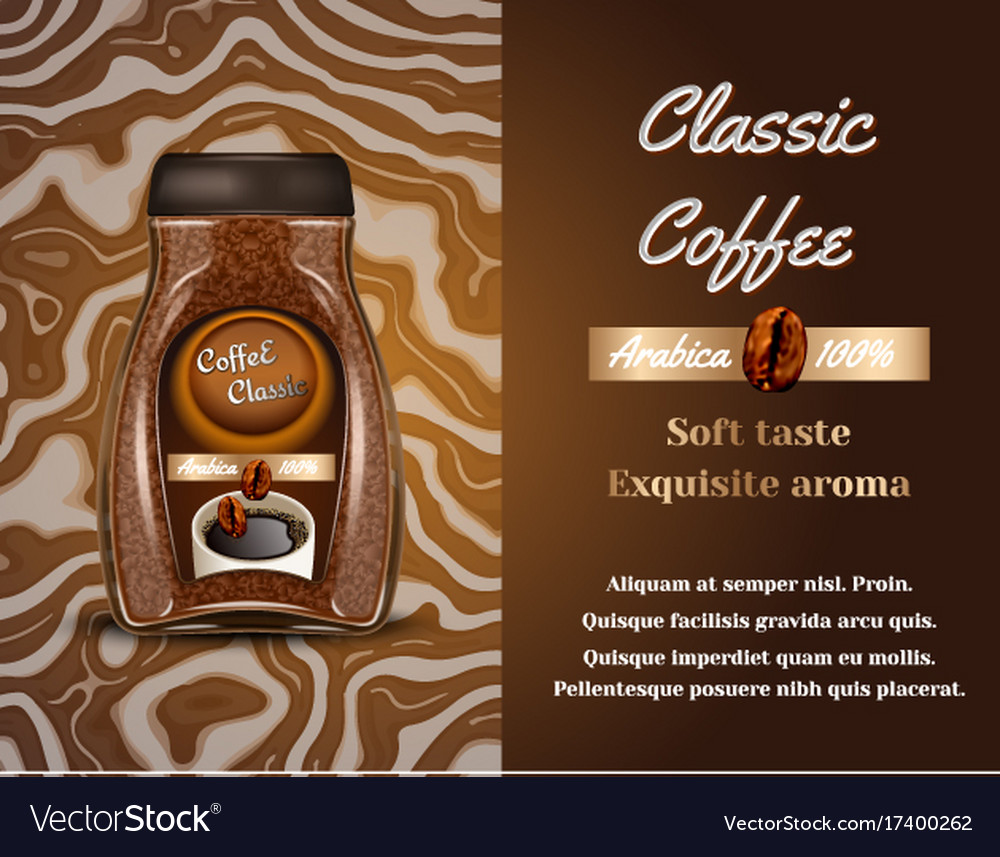 Classic
Coffee
Arabica 100%
Soft taste
Exquisite aroma
Aliquam at semper nisl. Proin.
Quisque facilisis gravida arcu quis.
Quisque imperdiet quam eu mollis.
Pellentesque posuere nibh quis placerat.
CoffeE
Classic
Arabica 100%
VectorStock®
VectorStock.com/17400262